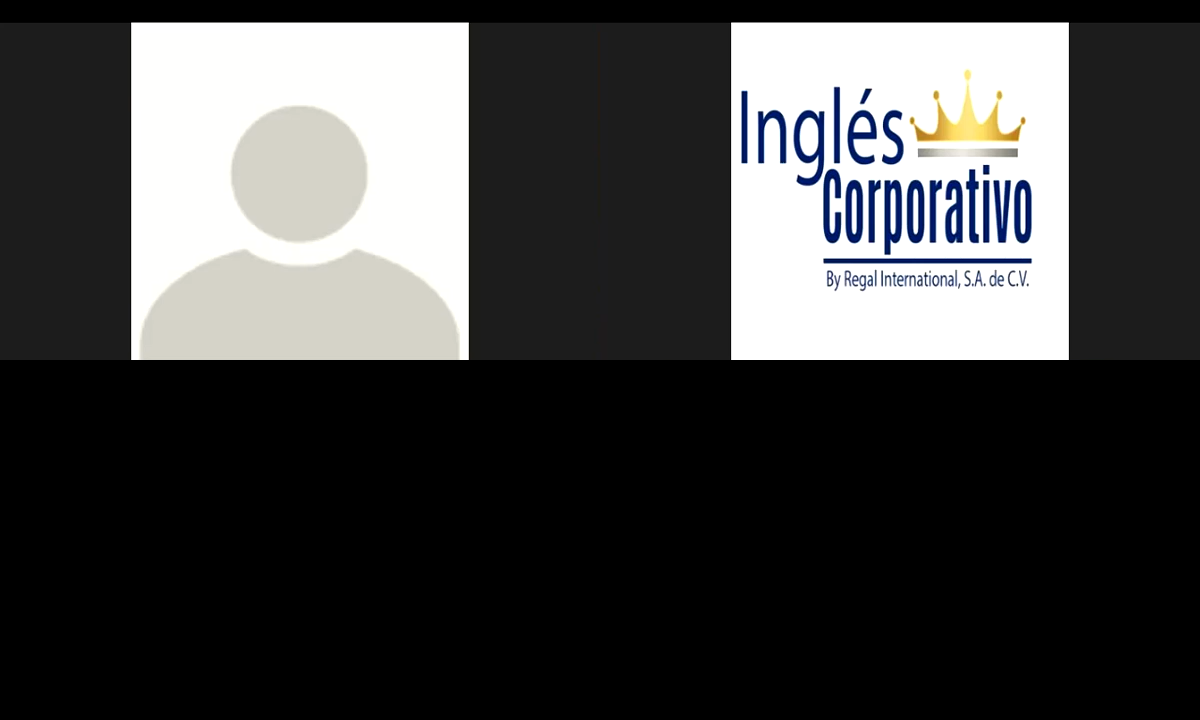 Inglés
Corporativo
By Regal International, S.A. de C.V.